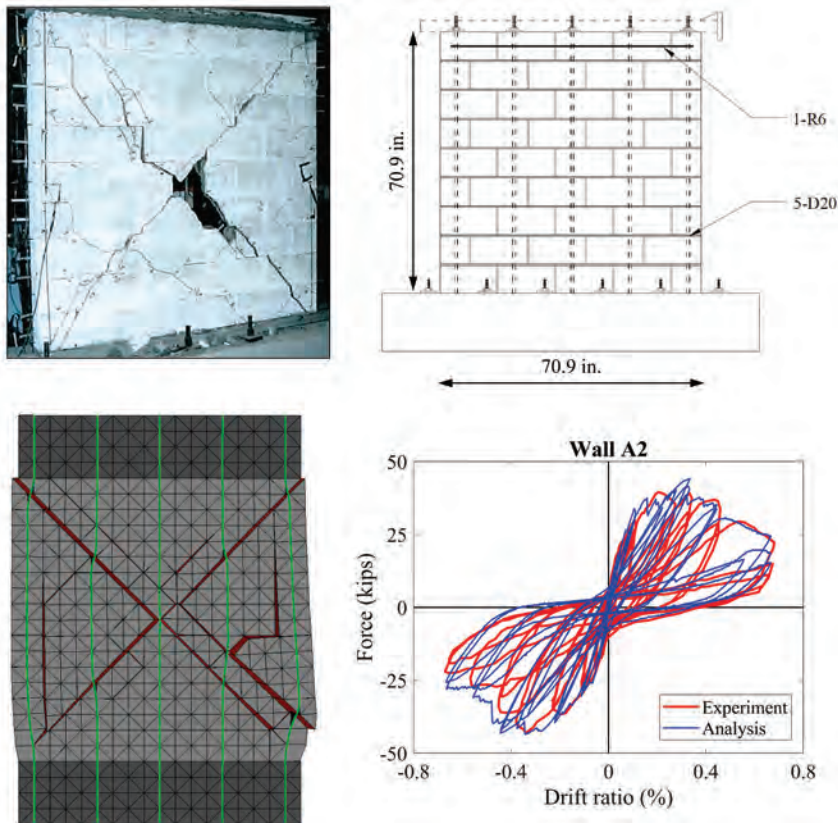 70.9 in.
1-R6
5-D20
70.9 in.
Wall A2
50
25
0
-25
-50
Force (kips)
Experiment
Analysis
-0.8
-0.4
0
0.4
0.8
Drift ratio (%)